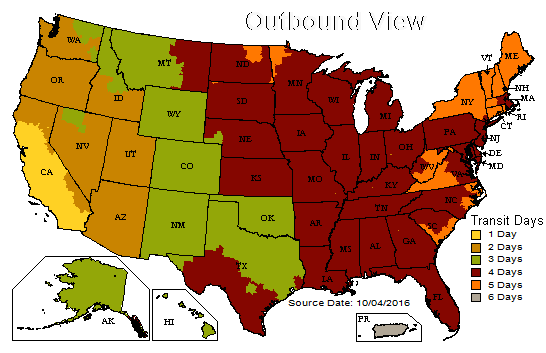 Outbound View
WA
MT
ND
MN
VT
ME
OR
ID
SD
WI
MI
NY
NH
MA
RI
CT
WY
NE
IA
PA
NJ
NV
UT
CO
IL
IN
OH
DE
MD
WV
VA
CA
KS
MO
KY
AZ
NM
OK
AR
TN
NC
SC
TX
LA
MS
AL
GA
FL
AK
HI
PR
Transit Days
1 Day
2 Days
3 Days
4 Days
5 Days
6 Days
Source Date: 10/04/2016